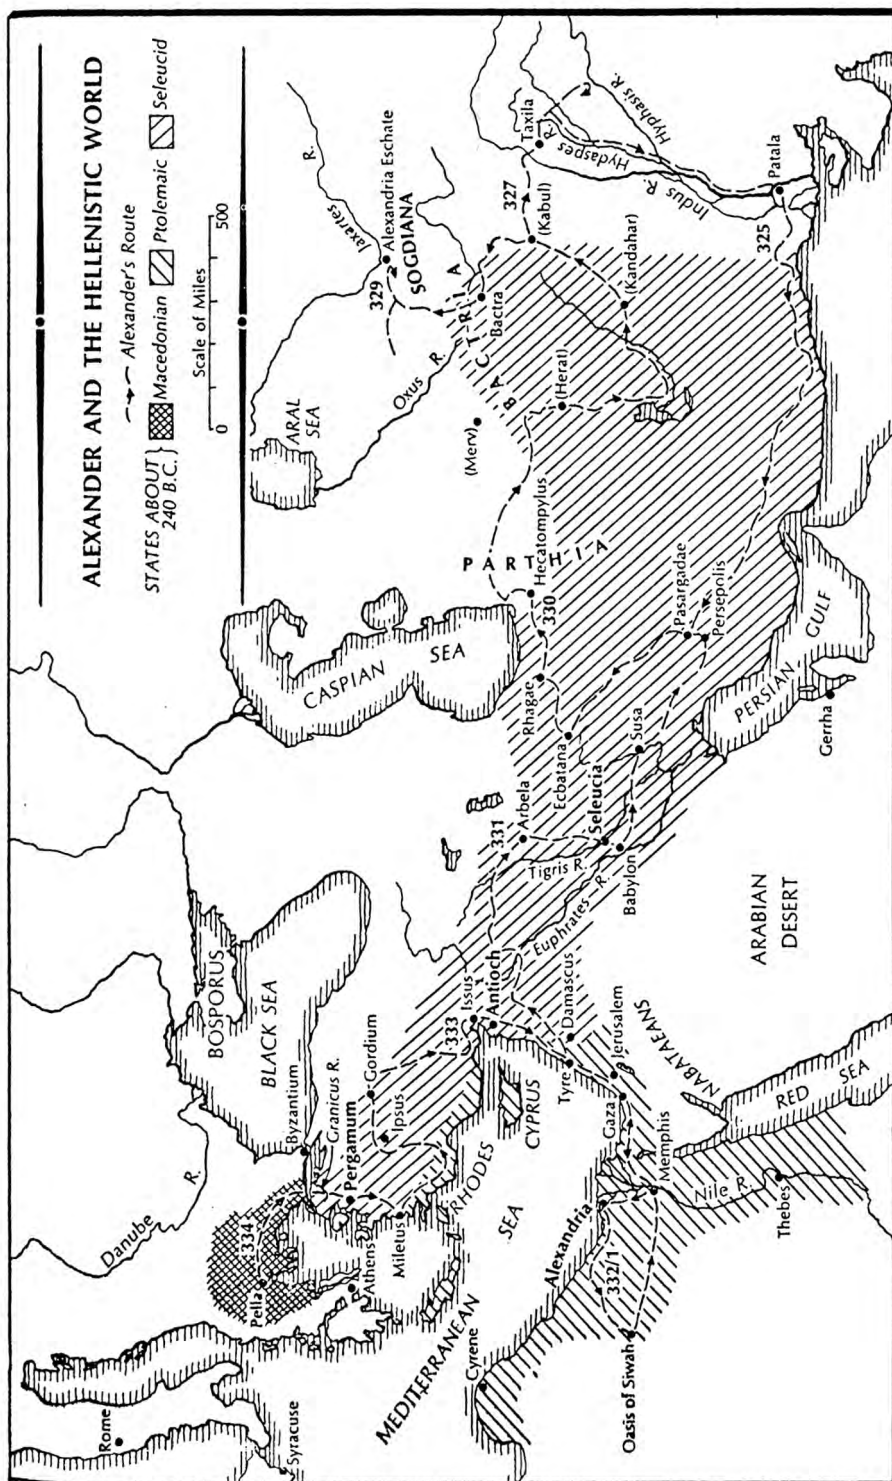 ALEXANDER AND THE HELLENISTIC WORLD
Alexander's Route
STATES ABOUT
240 B.C.
Macedonian
Ptolemaic
Seleucid
0
500
Scale of Miles
Rome
Syracuse
Danube
R.
BOSPORUS
BLACK SEA
CASPIAN
SEA
ARAL
SEA
Iaxartes
R.
Alexandria Eschate
329
SOGDIANA
Oxus R.
BACTRIA
Bactra
(Merv)
Pella
334
Byzantium
Granicus R.
Pergamum
Gordium
Ipsus
Athens
Miletus
RHODES
CYPRUS
333
Issus
Antioch
331
Arbela
Tigris R.
Euphrates R.
Seleucia
Babylon
Ecbatana
Rhagae
330
Hecatompylus
PARTHIA
(Herat)
(Kandahar)
(Kabul)
327
Taxila
Hydaspes R.
Hyphasis R.
Indus
R.
Patala
325
Susa
Pasargadae
Persepolis
PERSIAN
GULF
Gerrha
MEDITERRANEAN
SEA
Cyrene
Alexandria
332/1
Oasis of Siwah
Tyre
Damascus
Jerusalem
Gaza
NABATAEANS
Memphis
Nile R.
Thebes
RED
SEA
ARABIAN
DESERT